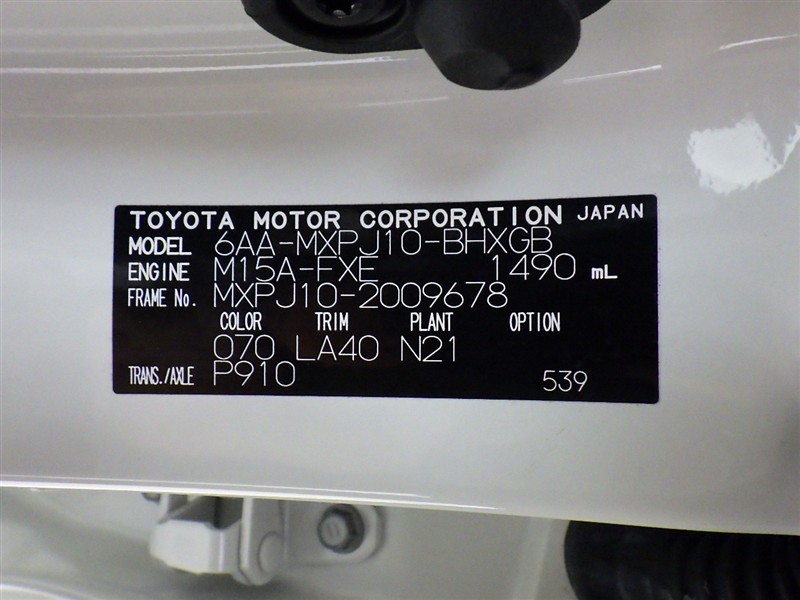 TOYOTA MOTOR CORPORATION JAPAN
MODEL 6AA-MXPJ10-BHXGB
ENGINE M15A-FXE 1490 mL
FRAME No. MXPJ10-2009678
COLOR TRIM PLANT OPTION
070 LA40 N21
TRANS./AXLE P910 539